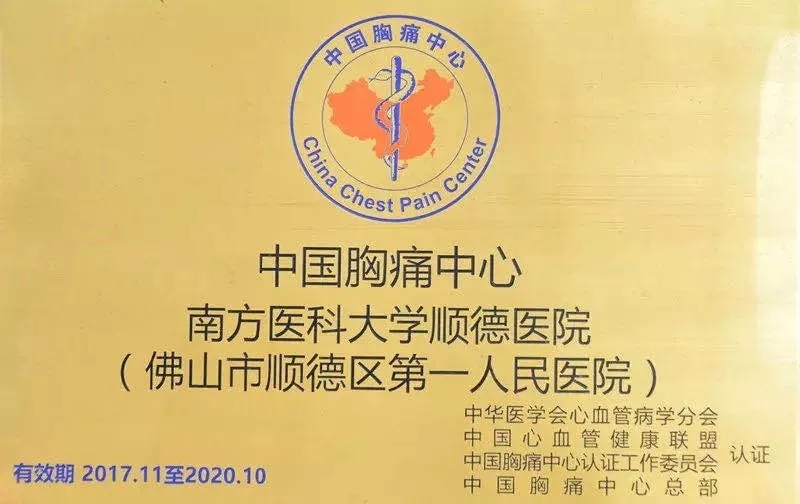 中国胸痛中心
China Chest Pain Center
中国胸痛中心
南方医科大学顺德医院
（佛山市顺德区第一人民医院）
中华医学会心血管病学分会
中国心血管健康联盟
中国胸痛中心认证工作委员会
中国胸痛中心总部
认证
有效期 2017.11至2020.10